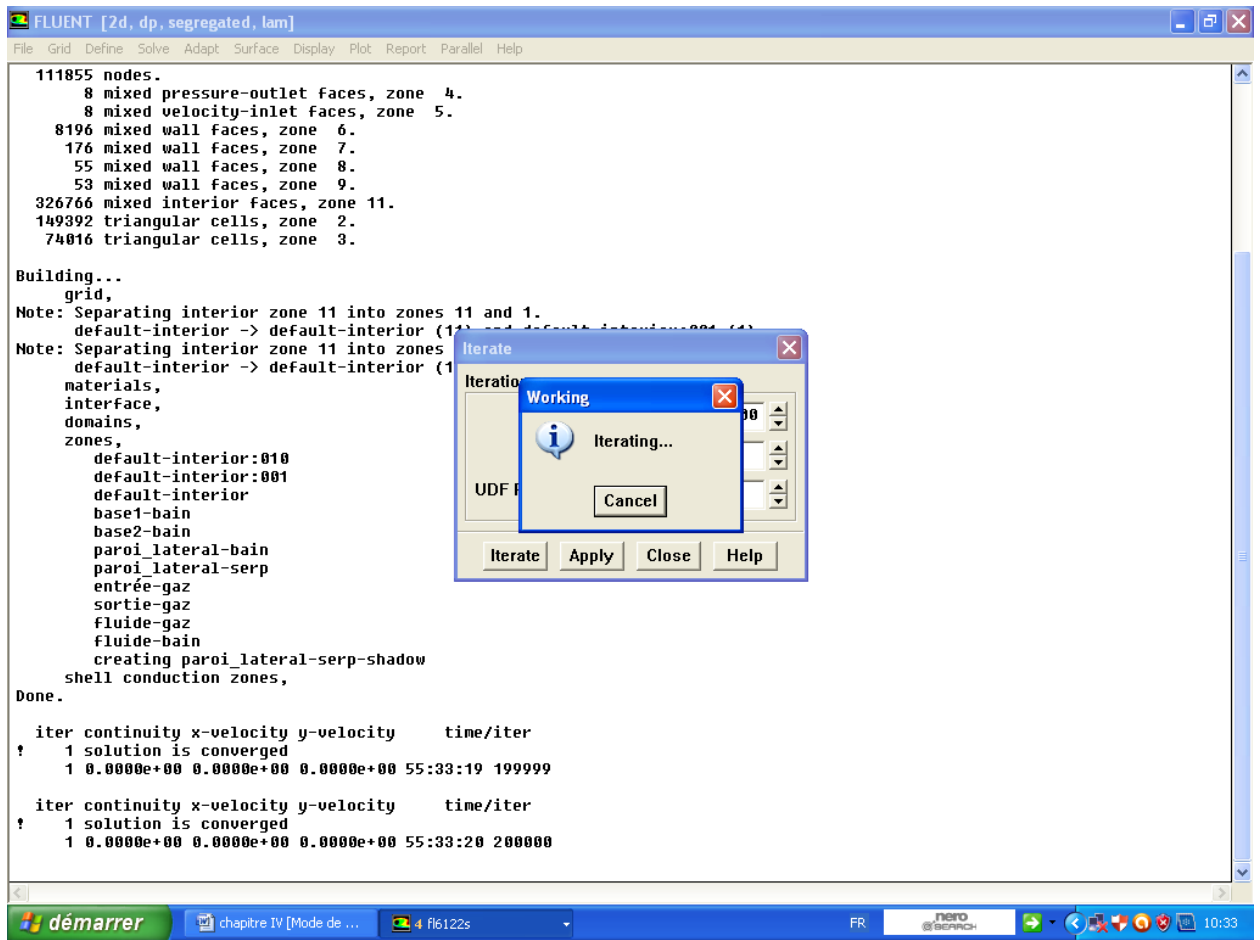 FLUENT [2d, dp, segregated, lam]
File Grid Define Solve Adapt Surface Display Plot Report Parallel Help
111855 nodes.
8 mixed pressure-outlet faces, zone 4.
8 mixed velocity-inlet faces, zone 5.
8196 mixed wall faces, zone 6.
176 mixed wall faces, zone 7.
55 mixed wall faces, zone 8.
53 mixed wall faces, zone 9.
326766 mixed interior faces, zone 11.
149392 triangular cells, zone 2.
74016 triangular cells, zone 3.
Building...
grid,
Note: Separating interior zone 11 into zones 11 and 1.
default-interior -> default-interior (11) and default-interior:001 (1)
Note: Separating interior zone 11 into zones
default-interior -> default-interior (1
materials,
interface,
domains,
zones,
default-interior:010
default-interior:001
default-interior
base1-bain
base2-bain
paroi_lateral-bain
paroi_lateral-serp
entrée-gaz
sortie-gaz
fluide-gaz
fluide-bain
creating paroi_lateral-serp-shadow
shell conduction zones,
Done.
iter continuity x-velocity y-velocity time/iter
! 1 solution is converged
1 0.0000e+00 0.0000e+00 0.0000e+00 55:33:19 199999
iter continuity x-velocity y-velocity time/iter
! 1 solution is converged
1 0.0000e+00 0.0000e+00 0.0000e+00 55:33:20 200000
Iterate
Iteratio
00
UDF
Iterate Apply Close Help
Working
Iterating...
Cancel
démarrer
chapitre IV [Mode de ...
4 fl6122s
FR
nero
SEARCH
10:33